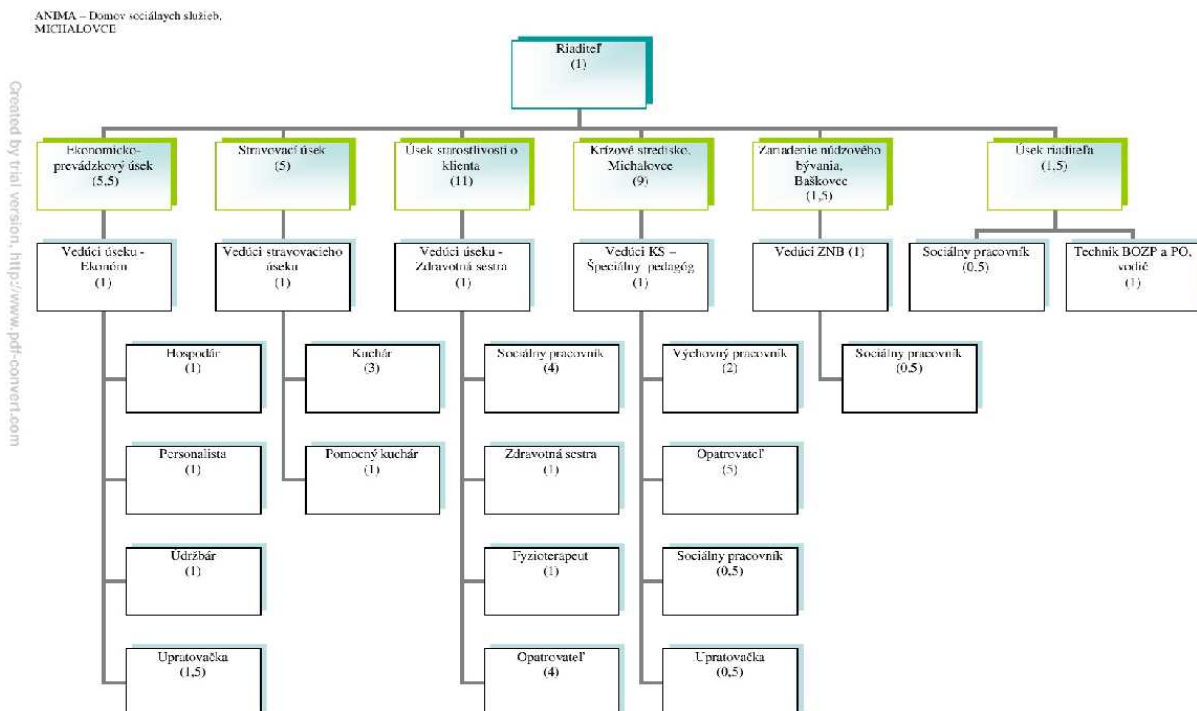 ANIMA – Domov sociálnych služieb,
MICHALOVCE
Riaditeľ
(1)
Ekonomicko-
prevádzkový úsek
(5,5)
Stravovací úsek
(5)
Úsek starostlivosti o
klienta
(11)
Krízové stredisko,
Michalovce
(9)
Zariadenie núdzového
bývania,
Baškovce
(1,5)
Úsek riaditeľa
(1,5)
Vedúci úseku -
Ekonóm
(1)
Vedúci stravovacieho
úseku
(1)
Vedúci úseku -
Zdravotná sestra
(1)
Vedúci KS –
Špeciálny pedagóg
(1)
Vedúci ZNB (1)
Sociálny pracovník
(0,5)
Technik BOZP a PO,
vodič
(1)
Hospodár
(1)
Kuchár
(3)
Sociálny pracovník
(4)
Výchovný pracovník
(2)
Sociálny pracovník
(0,5)
Personalista
(1)
Pomocný kuchár
(1)
Zdravotná sestra
(1)
Opatrovateľ
(5)
Údržbár
(1)
Fyzioterapeut
(1)
Sociálny pracovník
(0,5)
Upratovačka
(1,5)
Opatrovateľ
(4)
Upratovačka
(0,5)
Created by trial version, http://www.pdf-convert.com